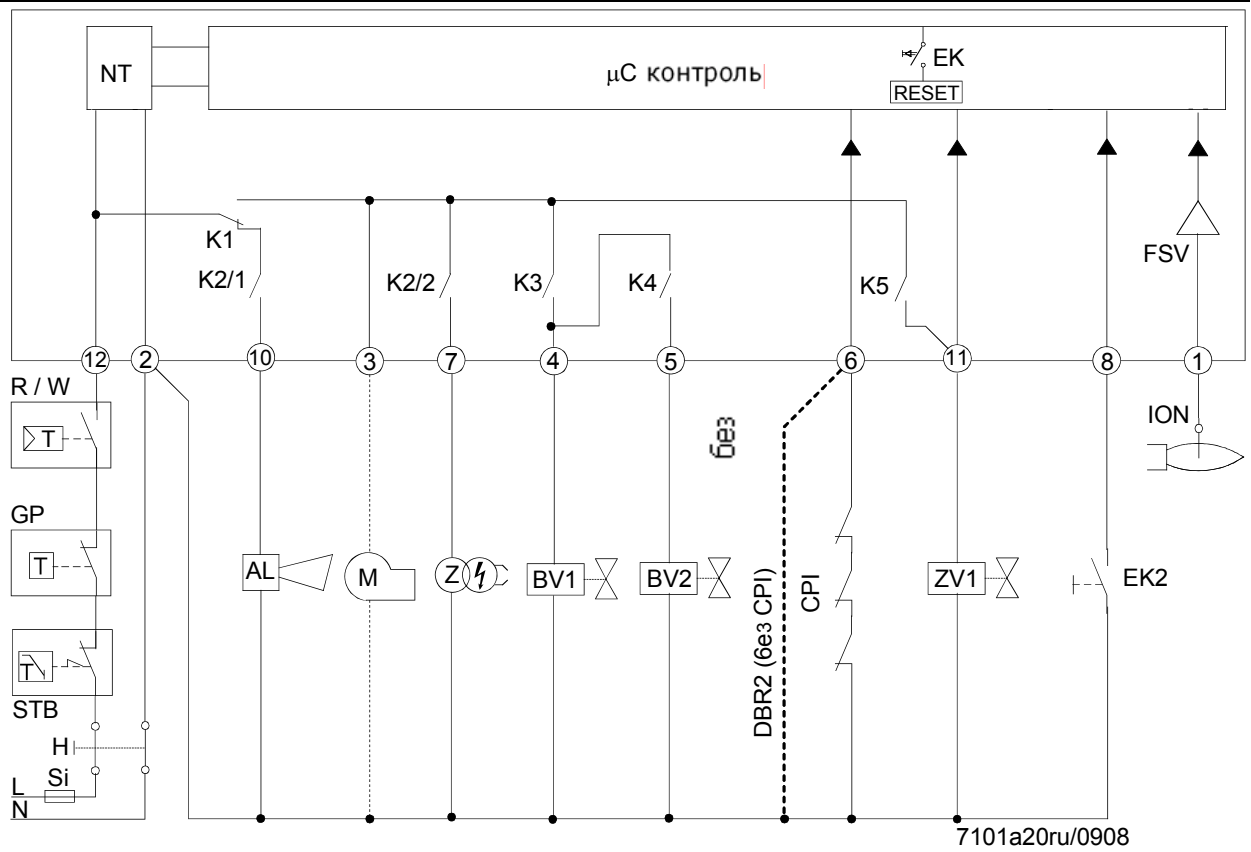 NT
μC контроль
EK
RESET
FSV
K1
K2/1
K2/2
K3
K4
K5
12
2
10
3
7
4
5
6
11
8
1
R / W
T
без
ION
GP
T
AL
M
Z
BV1
BV2
DBR2 (без CPI)
CPI
ZV1
EK2
T
STB
H
Si
L
N
7101a20ru/0908